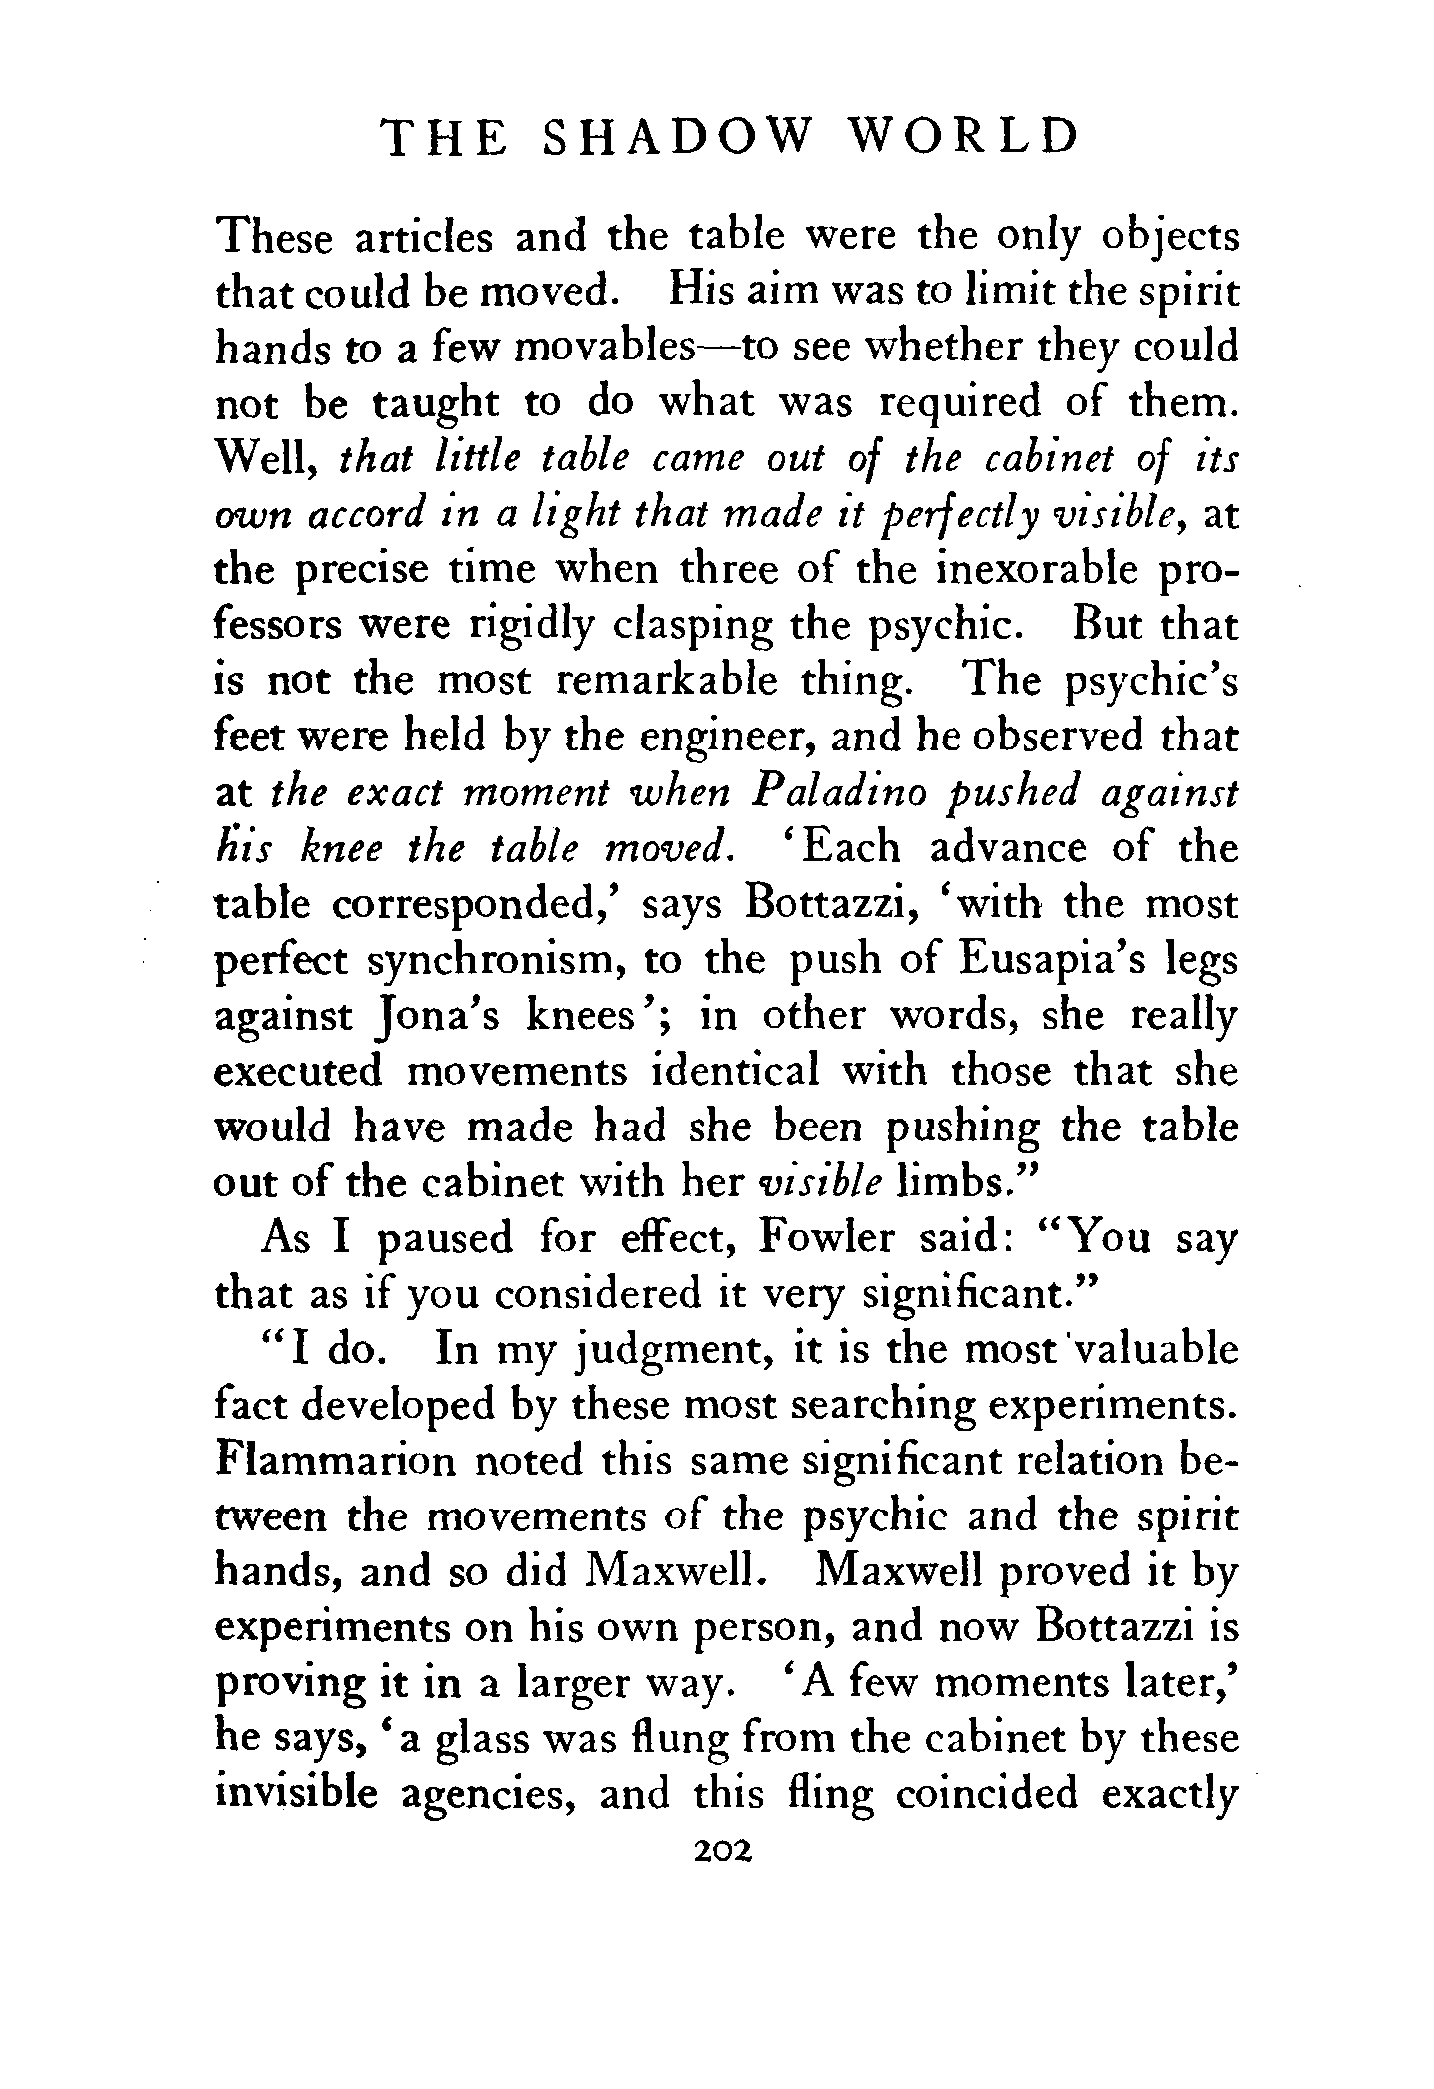 THE SHADOW WORLD
These articles and the table were the only objects
that could be moved. His aim was to limit the spirit
hands to a few movables—to see whether they could
not be taught to do what was required of them.
Well, that little table came out of the cabinet of its
own accord in a light that made it perfectly visible, at
the precise time when three of the inexorable pro-
fessors were rigidly clasping the psychic. But that
is not the most remarkable thing. The psychic's
feet were held by the engineer, and he observed that
at the exact moment when Paladino pushed against
his knee the table moved. 'Each advance of the
table corresponded,' says Bottazzi, 'with the most
perfect synchronism, to the push of Eusapia's legs
against Jona's knees'; in other words, she really
executed movements identical with those that she
would have made had she been pushing the table
out of the cabinet with her visible limbs."
As I paused for effect, Fowler said: "You say
that as if you considered it very significant."
"I do. In my judgment, it is the most valuable
fact developed by these most searching experiments.
Flammarion noted this same significant relation be-
tween the movements of the psychic and the spirit
hands, and so did Maxwell. Maxwell proved it by
experiments on his own person, and now Bottazzi is
proving it in a larger way. 'A few moments later,'
he says, 'a glass was flung from the cabinet by these
invisible agencies, and this fling coincided exactly
202